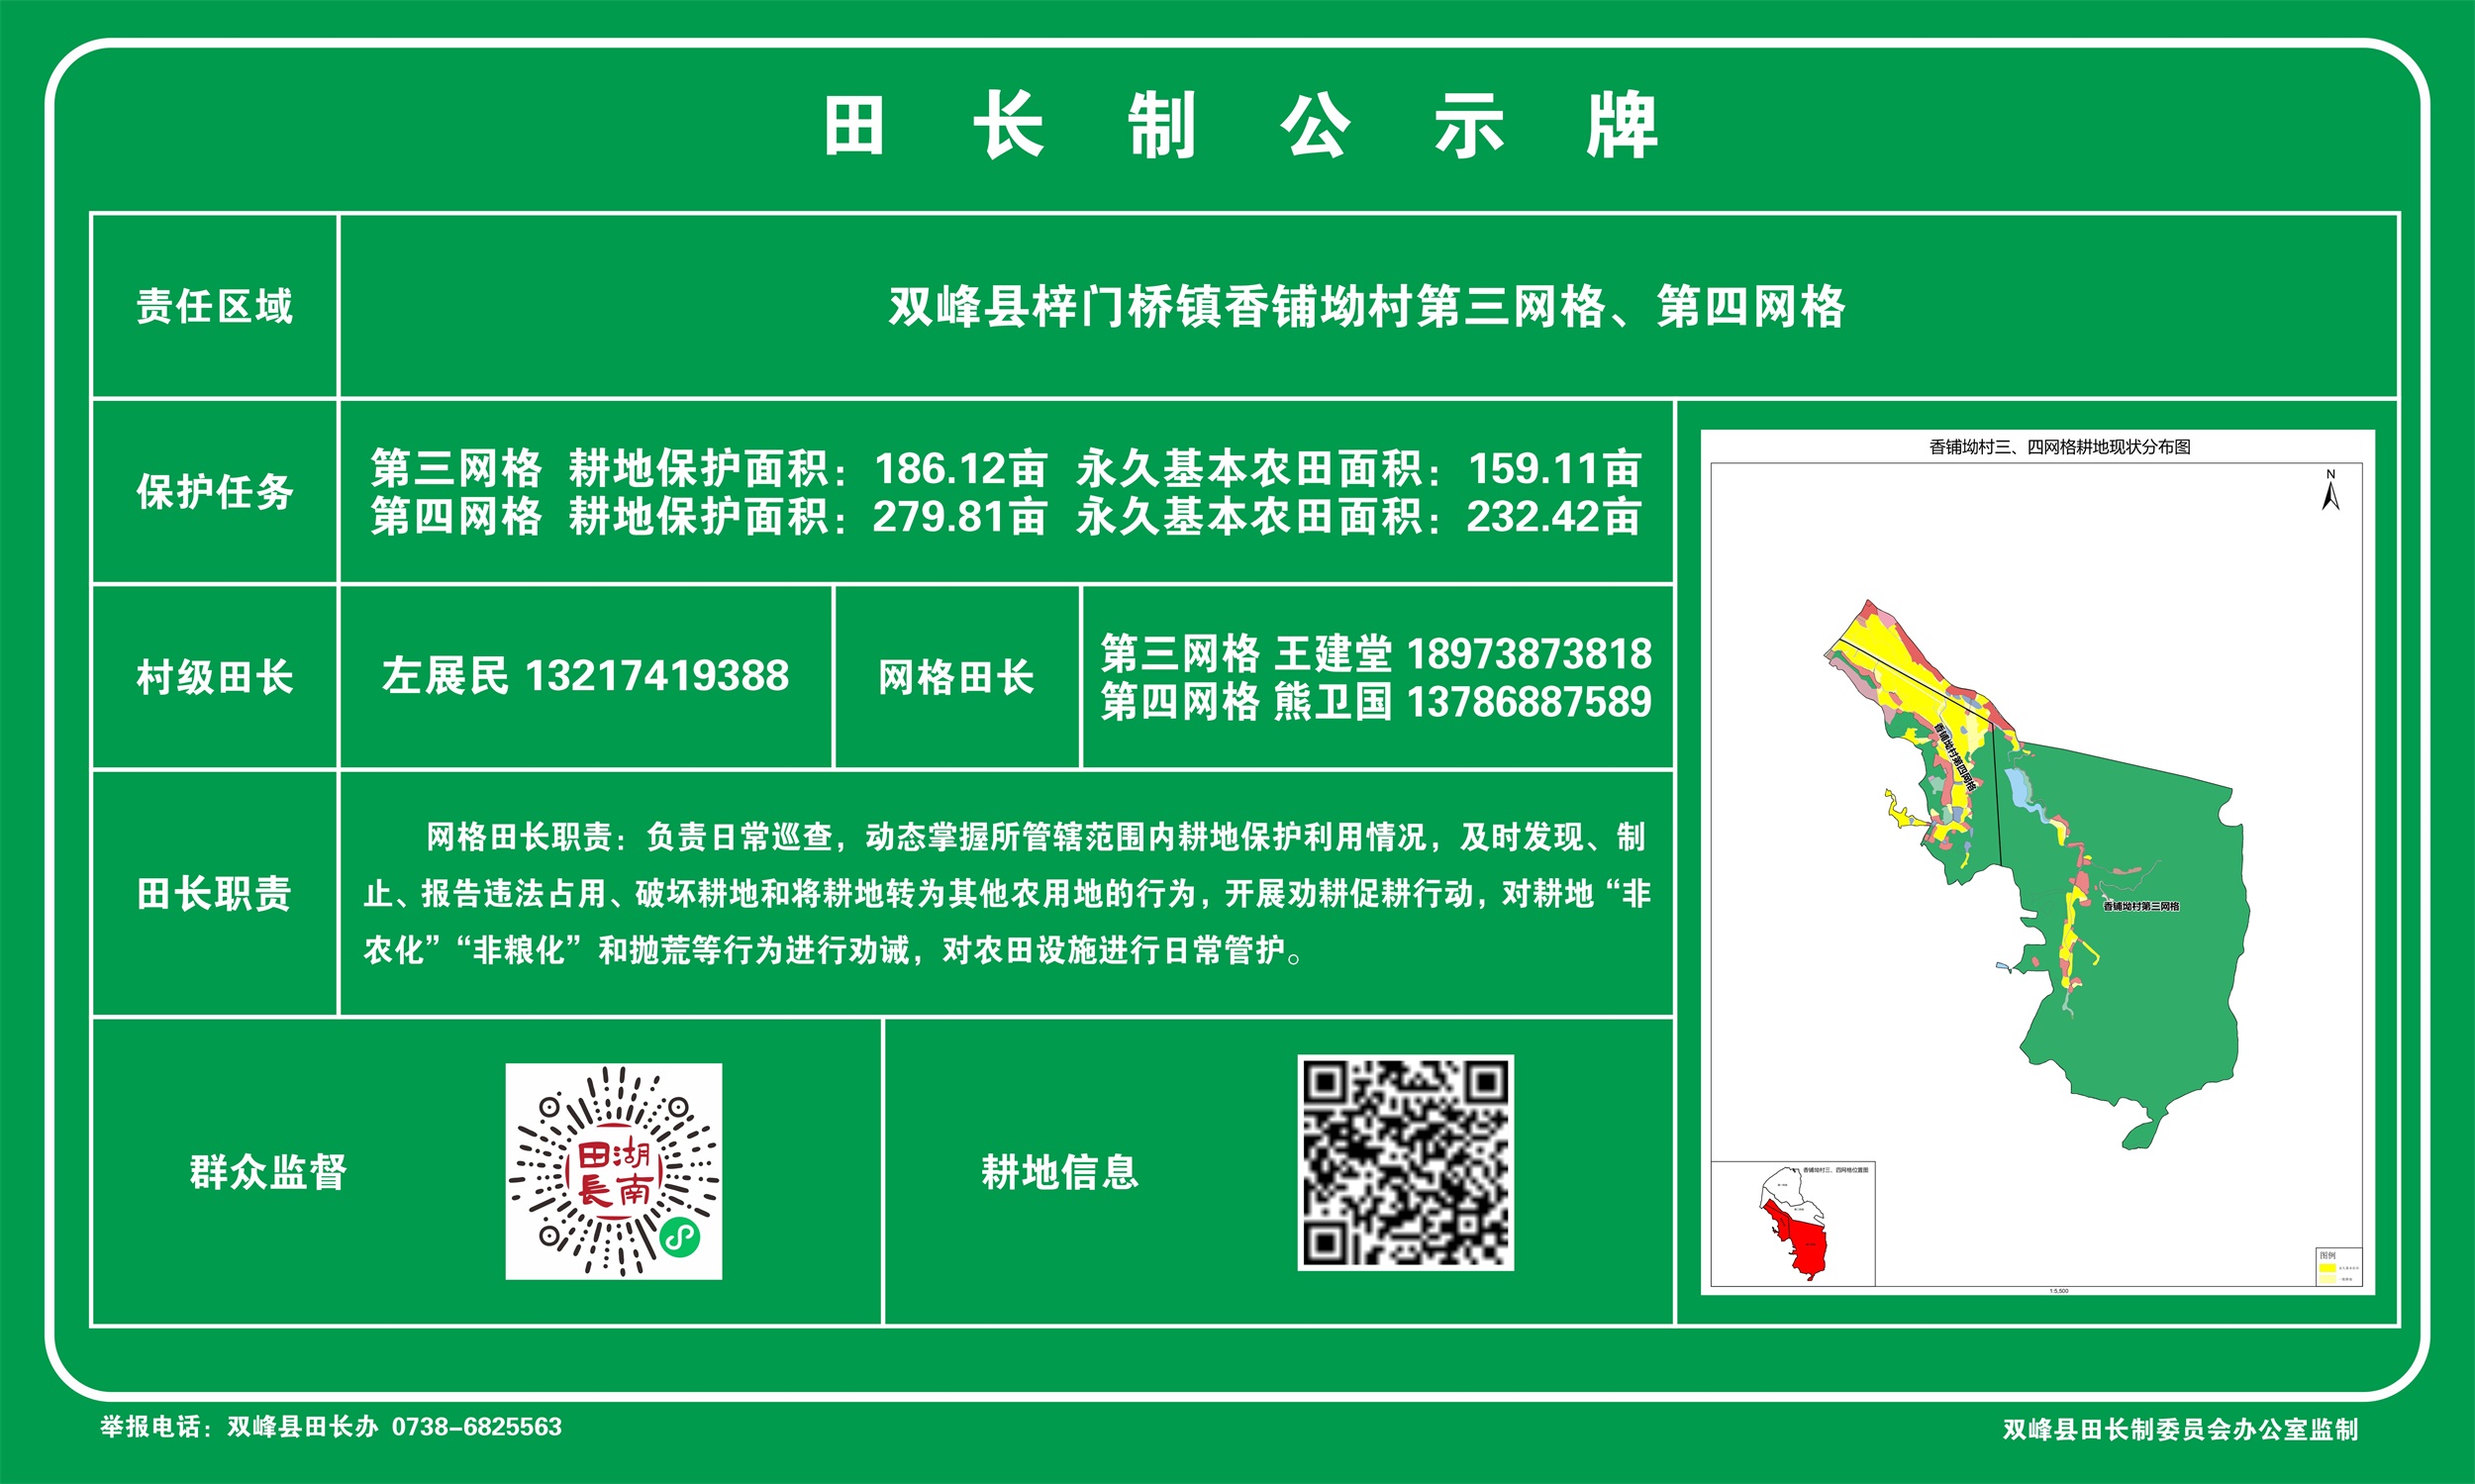 田长制公示牌
责任区域
双峰县梓门桥镇香铺坳村第三网格、第四网格
保护任务
第三网格 耕地保护面积：186.12亩 永久基本农田面积：159.11亩
第四网格 耕地保护面积：279.81亩 永久基本农田面积：232.42亩
村级田长
左展民 13217419388
网格田长
第三网格 王建堂 18973873818
第四网格 熊卫国 13786887589
田长职责
网格田长职责：负责日常巡查，动态掌握所管辖范围内耕地保护利用情况，及时发现、制
止、报告违法占用、破坏耕地和将耕地转为其他农用地的行为，开展劝耕促耕行动，对耕地“非
农化”“非粮化”和抛荒等行为进行劝诫，对农田设施进行日常管护。
群众监督
湖南
田長
耕地信息
香铺坳村三、四网格耕地现状分布图
N
香铺坳村第四网格
香铺坳村第三网格
香铺坳村三、四网格位置图
图例
1:5,500
举报电话：双峰县田长办 0738-6825563
双峰县田长制委员会办公室监制